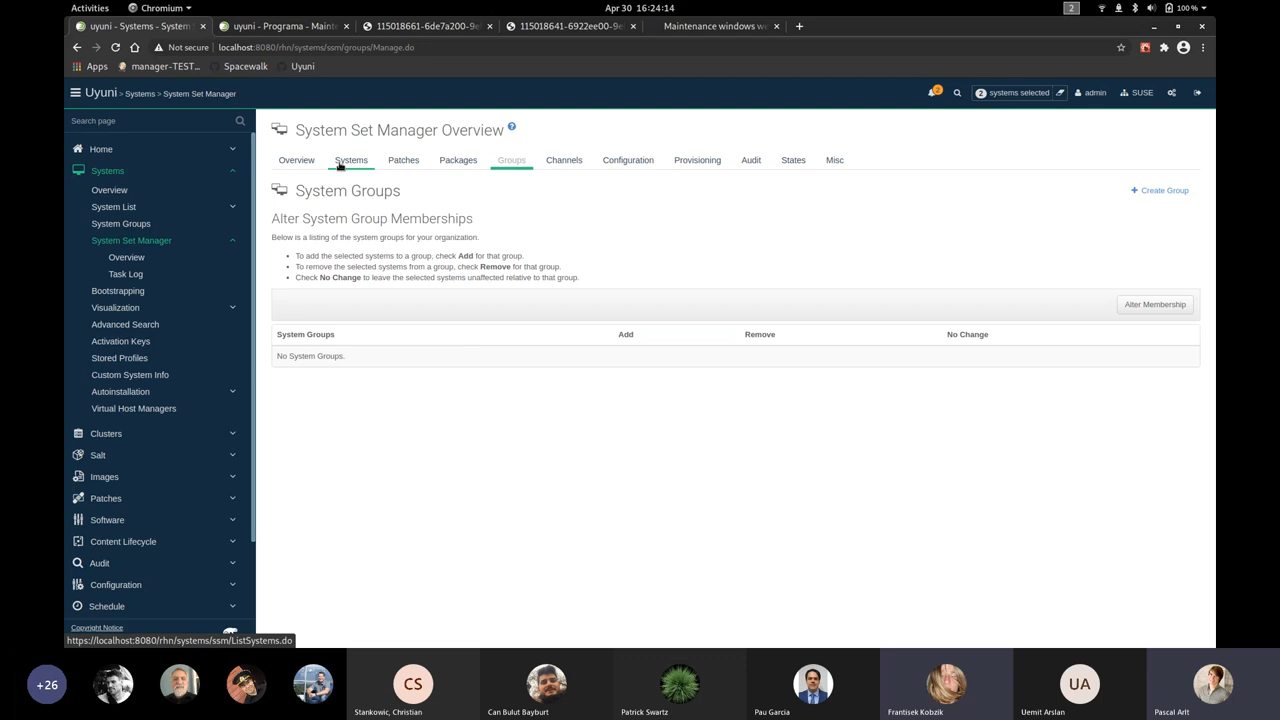 Activities
Chromium
Apr 30 16:24:14
2
100 %
uyuni - Systems - System
uyuni - Programa - Mainte
115018661-6de7a200-9e
115018641-6922ee00-9e
Maintenance windows we
Not secure
localhost:8080/rhn/systems/ssm/groups/Manage.do
Apps
manager-TEST...
Spacewalk
Uyuni
Uyuni > Systems > System Set Manager
2
2 systems selected
admin
SUSE
Search page
Home
Systems
Overview
System List
System Groups
System Set Manager
Overview
Task Log
Bootstrapping
Visualization
Advanced Search
Activation Keys
Stored Profiles
Custom System Info
Autoinstallation
Virtual Host Managers
Clusters
Salt
Images
Patches
Software
Content Lifecycle
Audit
Configuration
Schedule
Copyright Notice
https://localhost:8080/rhn/systems/ssm/ListSystems.do
System Set Manager Overview ?
Overview
Systems
Patches
Packages
Groups
Channels
Configuration
Provisioning
Audit
States
Misc
System Groups
+ Create Group
Alter System Group Memberships
Below is a listing of the system groups for your organization.
• To add the selected systems to a group, check Add for that group.
• To remove the selected systems from a group, check Remove for that group.
• Check No Change to leave the selected systems unaffected relative to that group.
Alter Membership
System Groups
Add
Remove
No Change
No System Groups.
+26
CS
UA
Stankovic, Christian
Can Bulut Bayburt
Patrick Swartz
Pau Garcia
Frantisek Kobzik
Uemit Arslan
Pascal Arlt